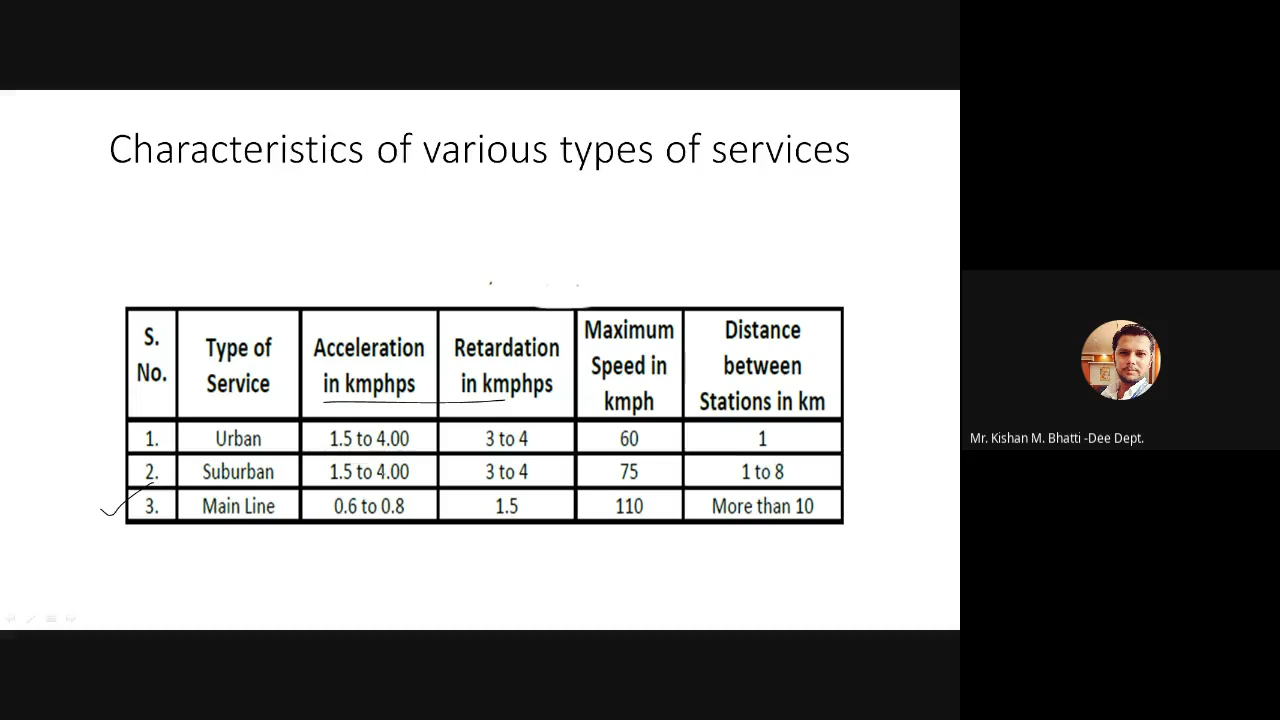 Characteristics of various types of services
S. No. Type of Service Acceleration in kmphps Retardation in kmphps Maximum Speed in kmph Distance between Stations in km
1. Urban 1.5 to 4.00 3 to 4 60 1
2. Suburban 1.5 to 4.00 3 to 4 75 1 to 8
3. Main Line 0.6 to 0.8 1.5 110 More than 10
Mr. Kishan M. Bhatti -Dee Dept.